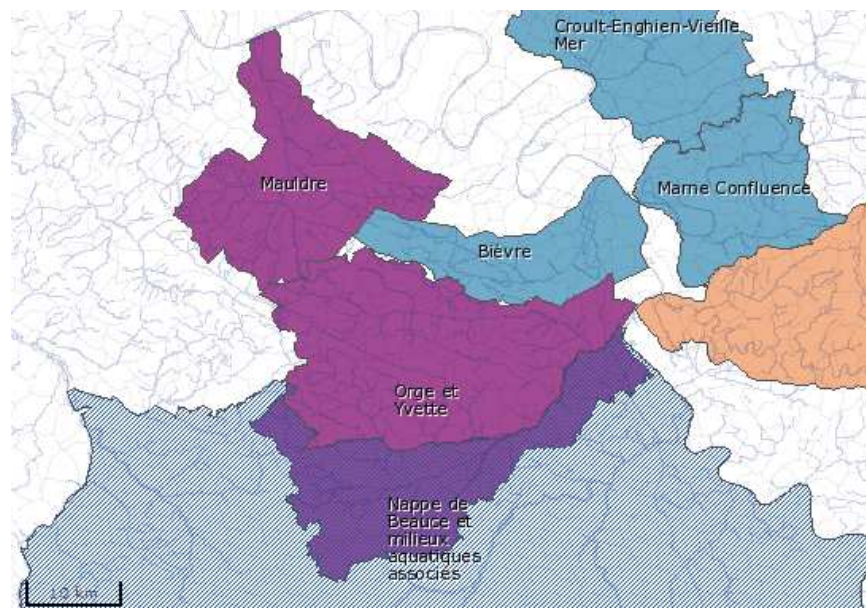 Croult-Enghien-Vieille
Mer
Mauldre
Marne Confluence
Bièvre
Orge et
Yvette
Nappe de
Beauce et
milieux
aquatiques
associés
10 km